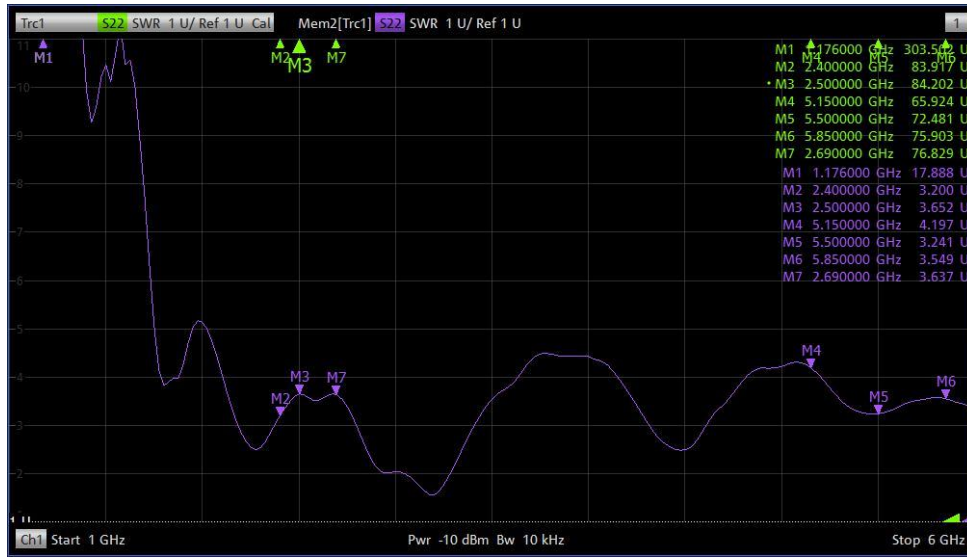 Trc1 S22 SWR 1 U/ Ref 1 U Cal Mem2[Trc1] S22 SWR 1 U/ Ref 1 U 1
11
M1 M2 M3 M7 M4 M5 M6
M1 1.176000 GHz 303.502 U
M2 2.400000 GHz 83.917 U
• M3 2.500000 GHz 84.202 U
M4 5.150000 GHz 65.924 U
M5 5.500000 GHz 72.481 U
M6 5.850000 GHz 75.903 U
M7 2.690000 GHz 76.829 U
M1 1.176000 GHz 17.888 U
M2 2.400000 GHz 3.200 U
M3 2.500000 GHz 3.652 U
M4 5.150000 GHz 4.197 U
M5 5.500000 GHz 3.241 U
M6 5.850000 GHz 3.549 U
M7 2.690000 GHz 3.637 U
10
9
8
7
6
5
4
3
2
1 U
M4
M3 M7
M6
M2
M5
Ch1 Start 1 GHz Pwr -10 dBm Bw 10 kHz Stop 6 GHz